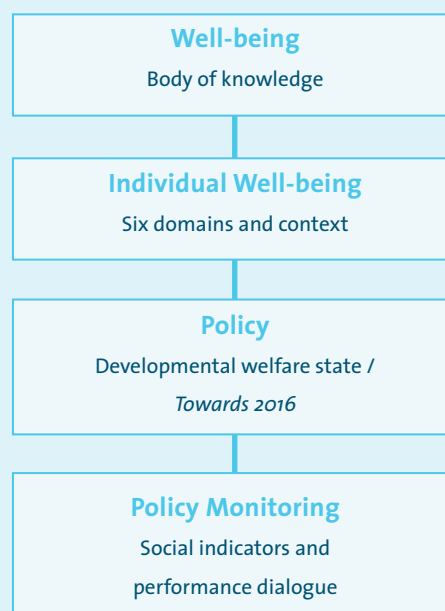 Well-being
Body of knowledge
Individual Well-being
Six domains and context
Policy
Developmental welfare state /
Towards 2016
Policy Monitoring
Social indicators and
performance dialogue